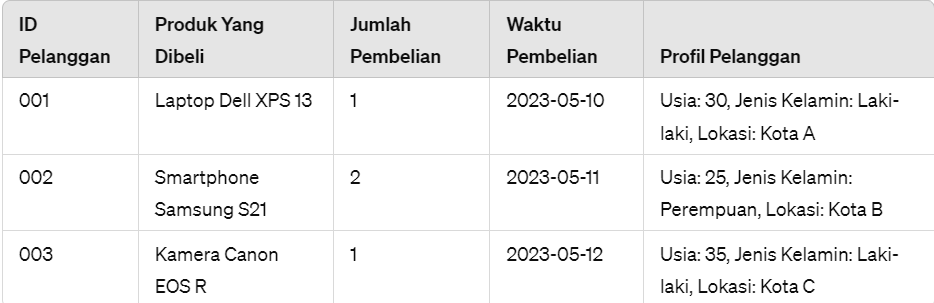 ID Pelanggan
Produk Yang Dibeli
Jumlah Pembelian
Waktu Pembelian
Profil Pelanggan
001
Laptop Dell XPS 13
1
2023-05-10
Usia: 30, Jenis Kelamin: Laki-
laki, Lokasi: Kota A
002
Smartphone
Samsung S21
2
2023-05-11
Usia: 25, Jenis Kelamin:
Perempuan, Lokasi: Kota B
003
Kamera Canon
EOS R
1
2023-05-12
Usia: 35, Jenis Kelamin: Laki-
laki, Lokasi: Kota C